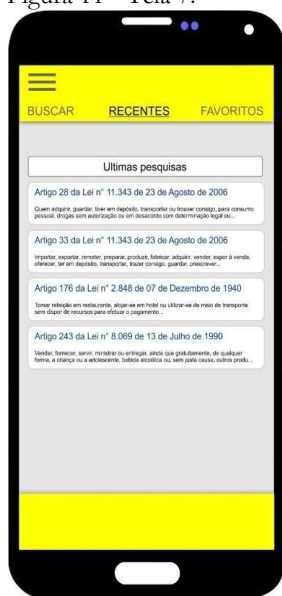 BUSCAR RECENTES FAVORITOS
Ultimas pesquisas
Artigo 28 da Lei n° 11.343 de 23 de Agosto de 2006
Quem adquirir, guardar, tiver em depósito, transportar ou trouxer consigo, para consumo
pessoal, drogas sem autorização ou em desacordo com determinação legal ou...
Artigo 33 da Lei n° 11.343 de 23 de Agosto de 2006
Importar, exportar, remeter, preparar, produzir, fabricar, adquirir, vender, expor à venda,
oferecer, ter em depósito, transportar, trazer consigo, guardar, prescrever...
Artigo 176 da Lei n° 2.848 de 07 de Dezembro de 1940
Tomar refeição em restaurante, alojar-se em hotel ou utilizar-se de meio de transporte
sem dispor de recursos para efetuar o pagamento...
Artigo 243 da Lei n° 8.069 de 13 de Julho de 1990
Vender, fornecer, servir, ministrar ou entregar, ainda que gratuitamente, de qualquer
forma, a criança ou a adolescente, bebida alcoólica ou, sem justa causa, outros produ...